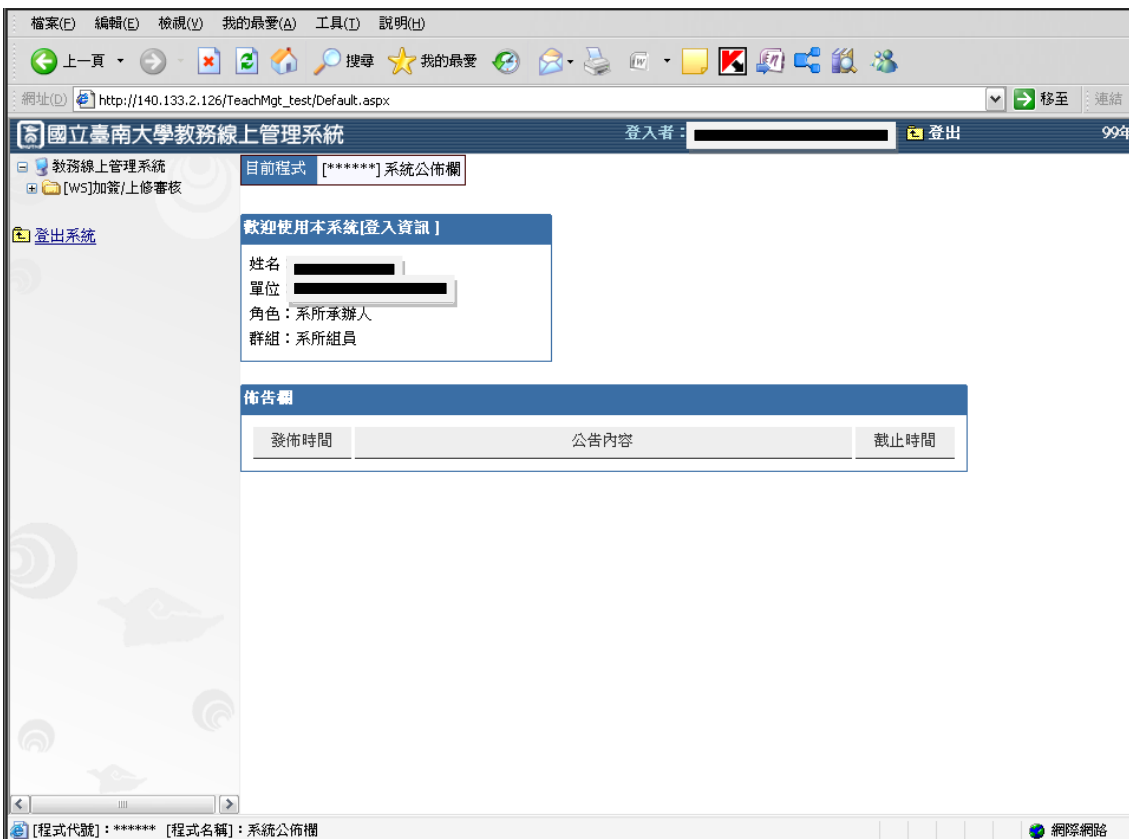 檔案(F) 編輯(E) 檢視(V) 我的最愛(A) 工具(T) 說明(H)
上一頁 搜尋 我的最愛
網址(D) http://140.133.2.126/TeachMgt_test/Default.aspx 移至 連結
國立臺南大學教務線上管理系統 登入者： 登出 99年
教務線上管理系統
[WS]加簽/上修審核
登出系統
目前程式 [******] 系統公佈欄
歡迎使用本系統[登入資訊 ]
姓名
單位
角色：系所承辦人
群組：系所組員
佈告欄
發佈時間 公告內容 截止時間
[程式代號]：****** [程式名稱]：系統公佈欄 網際網路